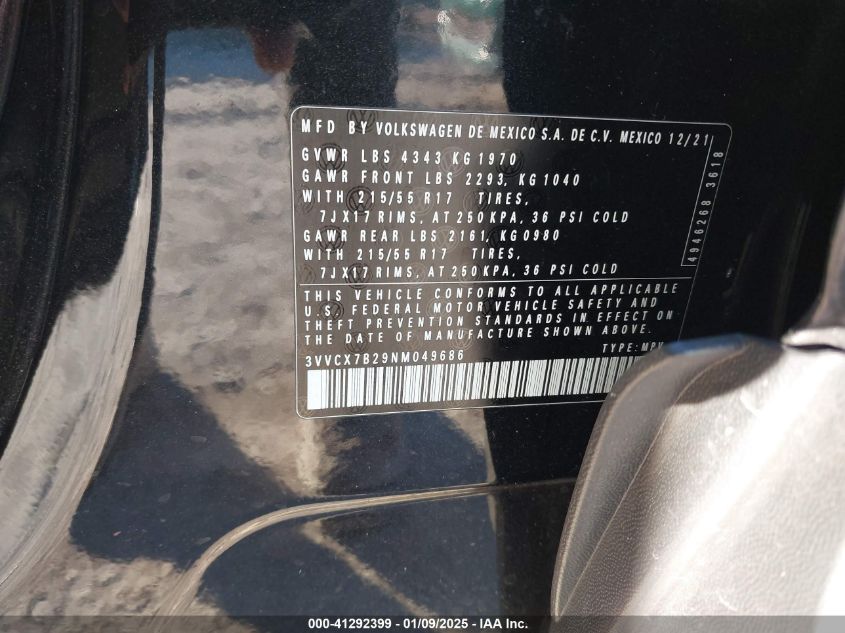 MFD BY VOLKSWAGEN DE MEXICO S.A. DE C.V. MEXICO 12/21
GVWR LBS 4343 KG 1970
GAWR FRONT LBS 2293, KG 1040
WITH 215/55 R17 TIRES,
7JX17 RIMS, AT 250 KPA, 36 PSI COLD
GAWR REAR LBS 2161, KG 0980
WITH 215/55 R17 TIRES,
7JX17 RIMS, AT 250 KPA, 36 PSI COLD
4946268 3618
THIS VEHICLE CONFORMS TO ALL APPLICABLE
U.S. FEDERAL MOTOR VEHICLE SAFETY AND
THEFT PREVENTION STANDARDS IN EFFECT ON
THE DATE OF MANUFACTURE SHOWN ABOVE.
3VVCX7B29NM049686 TYPE: MPV
000-41292399 - 01/09/2025 - IAA Inc.